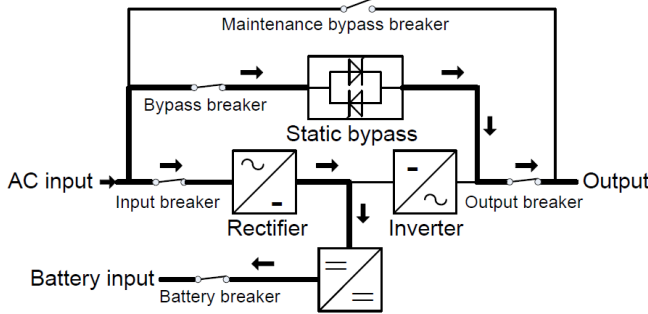 Maintenance bypass breaker
Bypass breaker
Static bypass
AC input
Output
Input breaker
Rectifier
Inverter
Output breaker
Battery input
Battery breaker